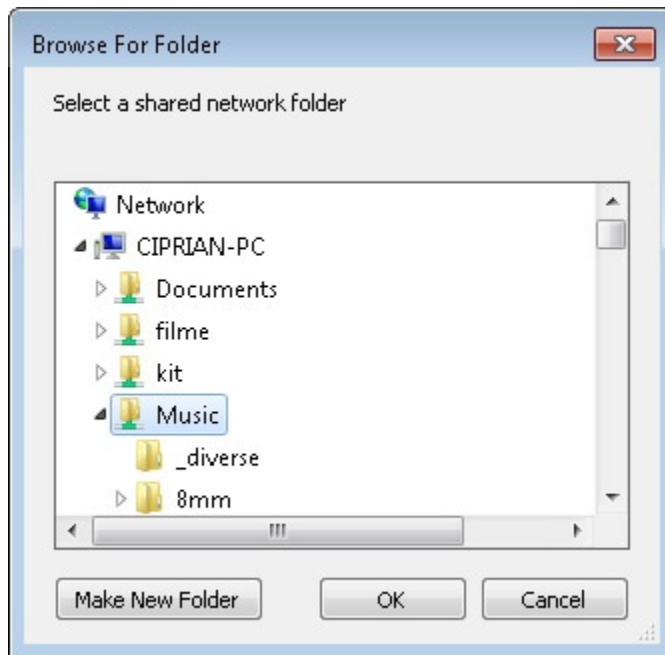 Browse For Folder
Select a shared network folder
Network
CIPRIAN-PC
Documents
filme
kit
Music
_diverse
8mm
Make New Folder OK Cancel